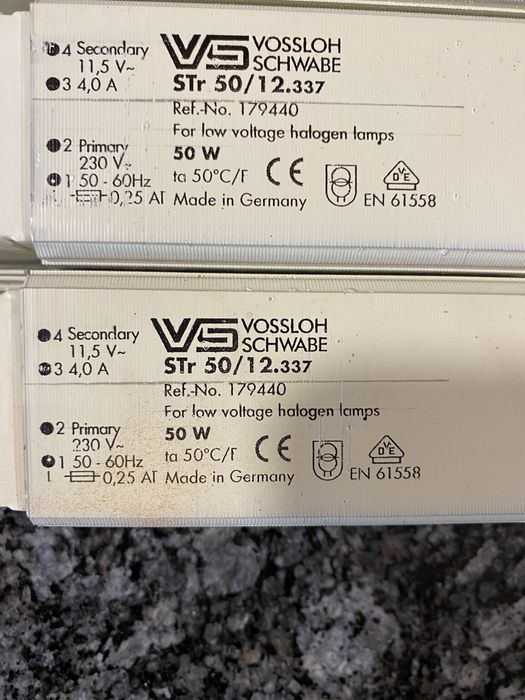 4 Secondary
11,5 V~
3 4,0 A
2 Primary
230 V~
1 50 - 60Hz
0,25 AT
VS VOSSLOH
SCHWABE
STr 50/12.337
Ref.-No. 179440
For low voltage halogen lamps
50 W
ta 50°C/F CE
Made in Germany
DVE
EN 61558
4 Secondary
11,5 V~
3 4,0 A
2 Primary
230 V~
1 50 - 60Hz
0,25 AT
VS VOSSLOH
SCHWABE
STr 50/12.337
Ref.-No. 179440
For low voltage halogen lamps
50 W
ta 50°C/F CE
Made in Germany
DVE
EN 61558